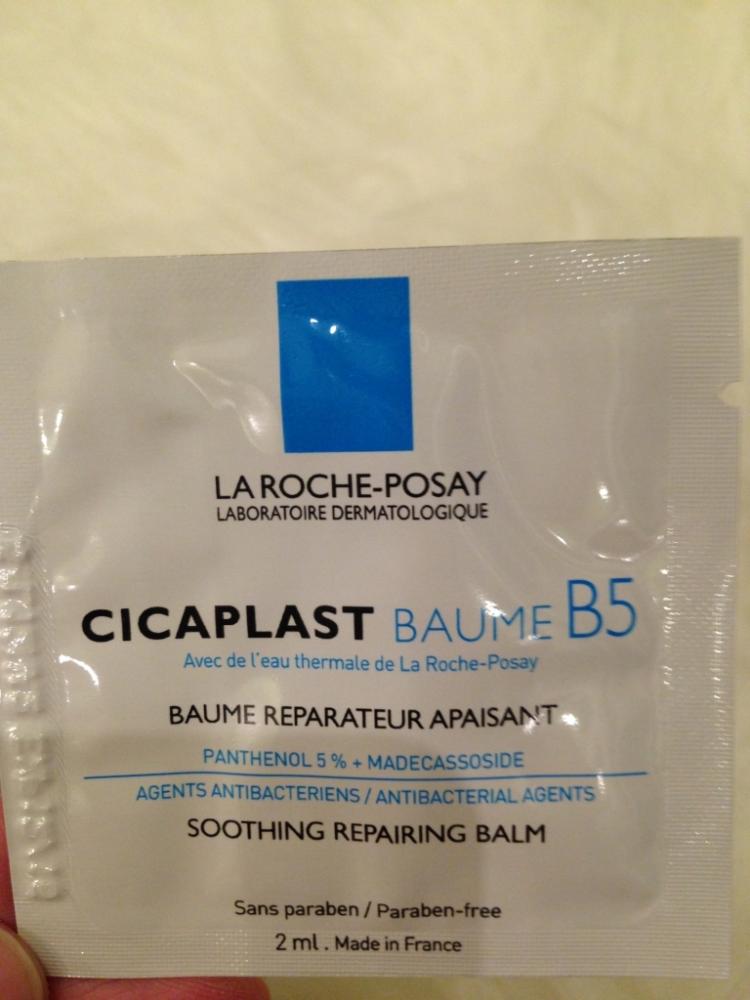 LA ROCHE-POSAY
LABORATOIRE DERMATOLOGIQUE
CICAPLAST BAUME B5
Avec de l'eau thermale de La Roche-Posay
BAUME REPARATEUR APAISANT
PANTHENOL 5 % + MADECASSOSIDE
AGENTS ANTIBACTERIENS / ANTIBACTERIAL AGENTS
SOOTHING REPAIRING BALM
Sans paraben / Paraben-free
2 ml . Made in France